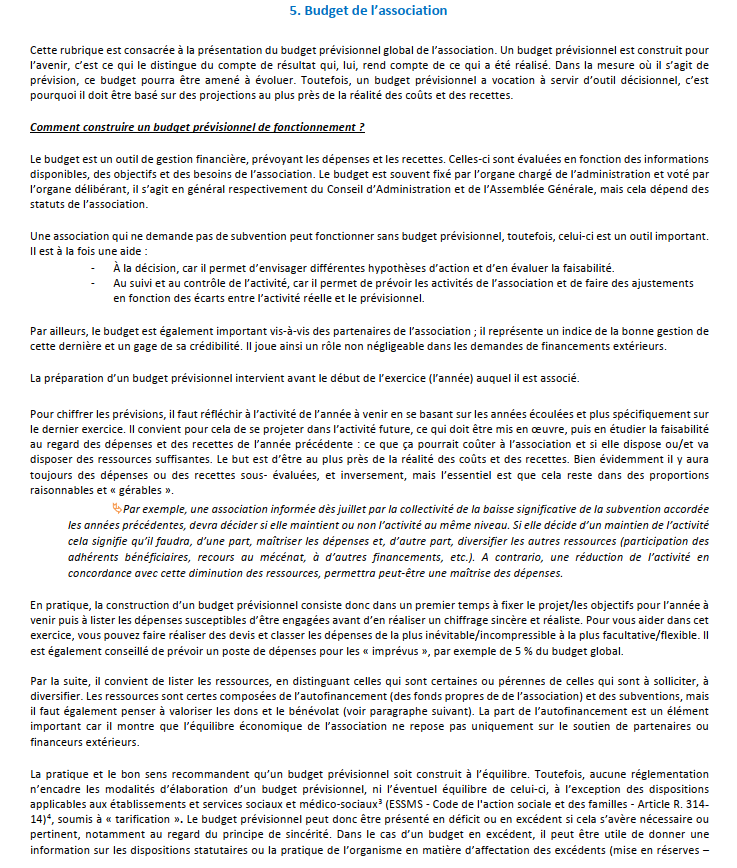 5. Budget de l’association
Cette rubrique est consacrée à la présentation du budget prévisionnel global de l’association. Un budget prévisionnel est construit pour
l’avenir, c’est ce qui le distingue du compte de résultat qui, lui, rend compte de ce qui a été réalisé. Dans la mesure où il s’agit de
prévision, ce budget pourra être amené à évoluer. Toutefois, un budget prévisionnel a vocation à servir d’outil décisionnel, c’est
pourquoi il doit être basé sur des projections au plus près de la réalité des coûts et des recettes.
Comment construire un budget prévisionnel de fonctionnement ?
Le budget est un outil de gestion financière, prévoyant les dépenses et les recettes. Celles-ci sont évaluées en fonction des informations
disponibles, des objectifs et des besoins de l’association. Le budget est souvent fixé par l’organe chargé de l’administration et voté par
l’organe délibérant, il s’agit en général respectivement du Conseil d’Administration et de l’Assemblée Générale, mais cela dépend des
statuts de l’association.
Une association qui ne demande pas de subvention peut fonctionner sans budget prévisionnel, toutefois, celui-ci est un outil important.
Il est à la fois une aide :
- À la décision, car il permet d’envisager différentes hypothèses d’action et d’en évaluer la faisabilité.
- Au suivi et au contrôle de l’activité, car il permet de prévoir les activités de l’association et de faire des ajustements
en fonction des écarts entre l’activité réelle et le prévisionnel.
Par ailleurs, le budget est également important vis-à-vis des partenaires de l’association ; il représente un indice de la bonne gestion de
cette dernière et un gage de sa crédibilité. Il joue ainsi un rôle non négligeable dans les demandes de financements extérieurs.
La préparation d’un budget prévisionnel intervient avant le début de l’exercice (l’année) auquel il est associé.
Pour chiffrer les prévisions, il faut réfléchir à l’activité de l’année à venir en se basant sur les années écoulées et plus spécifiquement sur
le dernier exercice. Il convient pour cela de se projeter dans l’activité future, ce qui doit être mis en œuvre, puis en étudier la faisabilité
au regard des dépenses et des recettes de l’année précédente : ce que ça pourrait coûter à l’association et si elle dispose ou/et va
disposer des ressources suffisantes. Le but est d’être au plus près de la réalité des coûts et des recettes. Bien évidemment il y aura
toujours des dépenses ou des recettes sous- évaluées, et inversement, mais l’essentiel est que cela reste dans des proportions
raisonnables et « gérables ».
Par exemple, une association informée dès juillet par la collectivité de la baisse significative de la subvention accordée
les années précédentes, devra décider si elle maintient ou non l’activité au même niveau. Si elle décide d’un maintien de l’activité
cela signifie qu’il faudra, d’une part, maîtriser les dépenses et, d’autre part, diversifier les autres ressources (participation des
adhérents bénéficiaires, recours au mécénat, à d’autres financements, etc.). A contrario, une réduction de l’activité en
concordance avec cette diminution des ressources, permettra peut-être une maîtrise des dépenses.
En pratique, la construction d’un budget prévisionnel consiste donc dans un premier temps à fixer le projet/les objectifs pour l’année à
venir puis à lister les dépenses susceptibles d’être engagées avant d’en réaliser un chiffrage sincère et réaliste. Pour vous aider dans cet
exercice, vous pouvez faire réaliser des devis et classer les dépenses de la plus inévitable/incompressible à la plus facultative/flexible. Il
est également conseillé de prévoir un poste de dépenses pour les « imprévus », par exemple de 5 % du budget global.
Par la suite, il convient de lister les ressources, en distinguant celles qui sont certaines ou pérennes de celles qui sont à solliciter, à
diversifier. Les ressources sont certes composées de l’autofinancement (des fonds propres de de l’association) et des subventions, mais
il faut également penser à valoriser les dons et le bénévolat (voir paragraphe suivant). La part de l’autofinancement est un élément
important car il montre que l’équilibre économique de l’association ne repose pas uniquement sur le soutien de partenaires ou
financeurs extérieurs.
La pratique et le bon sens recommandent qu’un budget prévisionnel soit construit à l’équilibre. Toutefois, aucune réglementation
n’encadre les modalités d’élaboration d’un budget prévisionnel, ni l’éventuel équilibre de celui-ci, à l’exception des dispositions
applicables aux établissements et services sociaux et médico-sociaux³ (ESSMS - Code de l'action sociale et des familles - Article R. 314-
14)⁴, soumis à « tarification ». Le budget prévisionnel peut donc être présenté en déficit ou en excédent si cela s’avère nécessaire ou
pertinent, notamment au regard du principe de sincérité. Dans le cas d’un budget en excédent, il peut être utile de donner une
information sur les dispositions statutaires ou la pratique de l’organisme en matière d’affectation des excédents (mise en réserves –